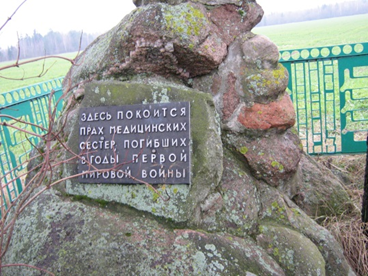 ЗДЕСЬ ПОКОИТСЯ
ПРАХ МЕДИЦИНСКИХ
СЕСТЕР ПОГИБШИХ
В ГОДЫ ПЕРВОЙ
МИРОВОЙ ВОЙНЫ